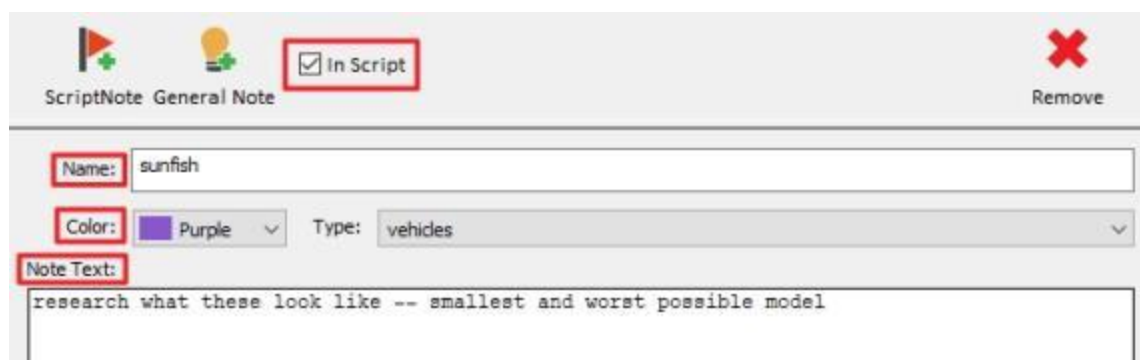 In Script
ScriptNote General Note
Remove
Name: sunfish
Color: Purple Type: vehicles
Note Text:
research what these look like -- smallest and worst possible model